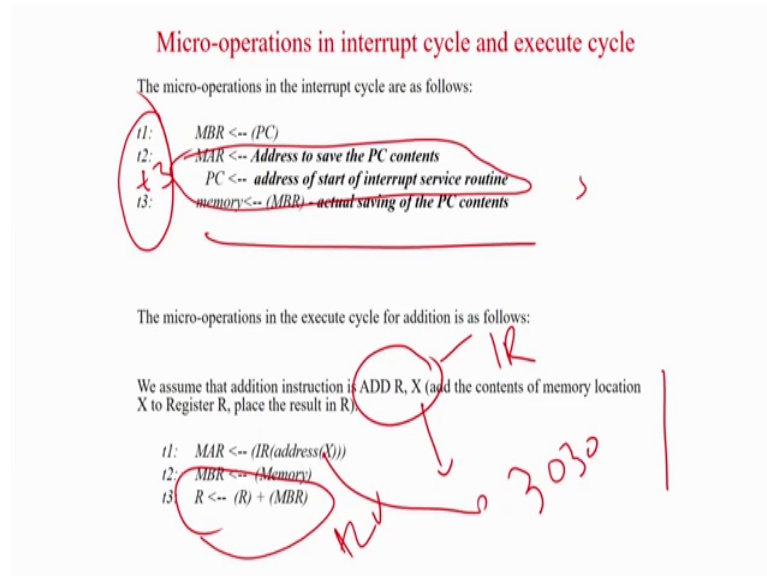 Micro-operations in interrupt cycle and execute cycle
The micro-operations in the interrupt cycle are as follows:
t1: MBR <-- (PC)
t2: MAR <-- Address to save the PC contents
t3 PC <-- address of start of interrupt service routine
t3: memory<-- (MBR) - actual saving of the PC contents
The micro-operations in the execute cycle for addition is as follows:
IR
We assume that addition instruction is ADD R, X (add the contents of memory location
X to Register R, place the result in R).
t1: MAR <-- (IR(address(X)))
t2: MBR <-- (Memory)
3030
t3: R <-- (R) + (MBR)